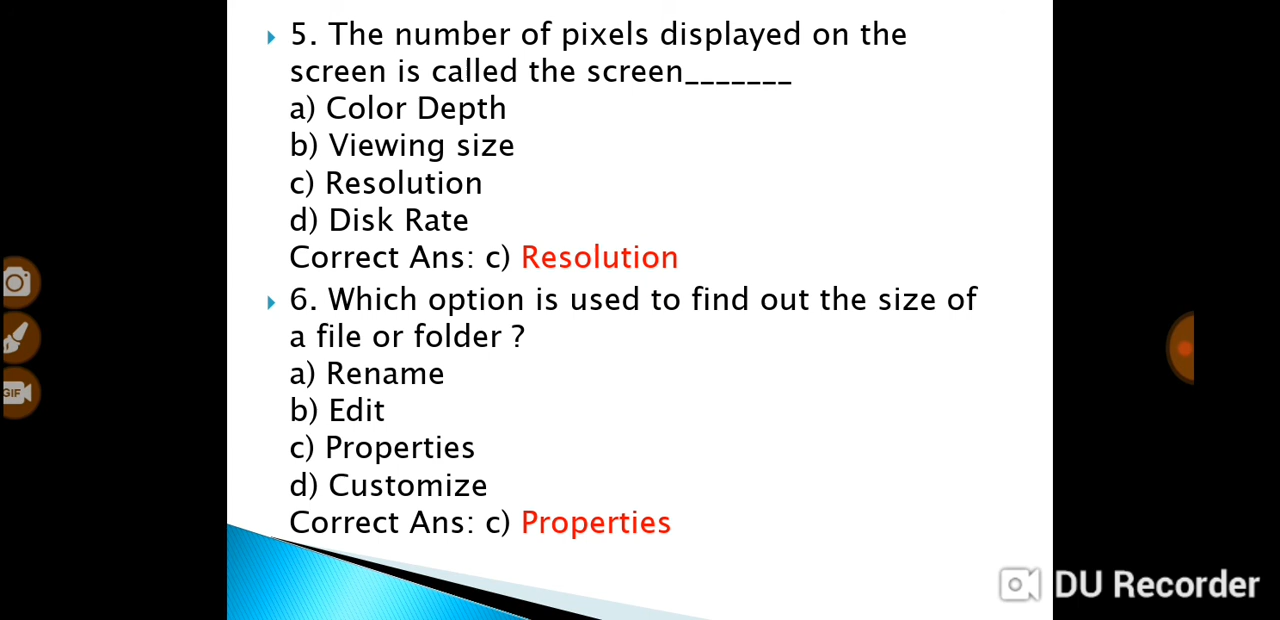 5. The number of pixels displayed on the
screen is called the screen_______
a) Color Depth
b) Viewing size
c) Resolution
d) Disk Rate
Correct Ans: c) Resolution
6. Which option is used to find out the size of
a file or folder ?
a) Rename
b) Edit
c) Properties
d) Customize
Correct Ans: c) Properties
GIF
DU Recorder